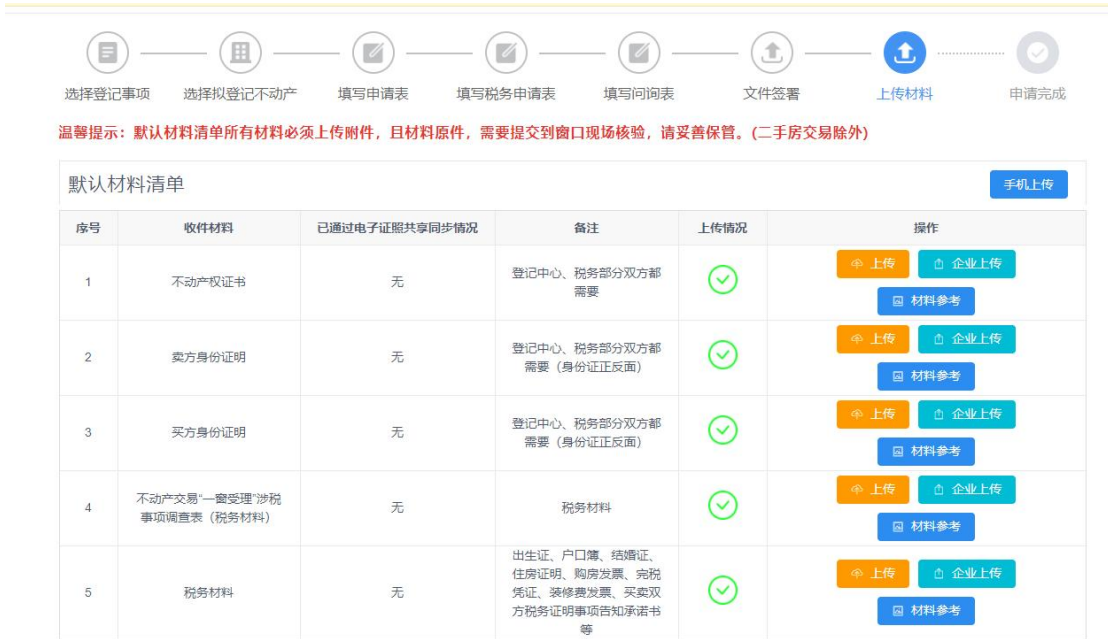 选择登记事项 选择拟登记不动产 填写申请表 填写税务申请表 填写问询表 文件签署 上传材料 申请完成
温馨提示：默认材料清单所有材料必须上传附件，且材料原件，需要提交到窗口现场核验，请妥善保管。(二手房交易除外)
默认材料清单 手机上传
序号 收件材料 已通过电子证照共享同步情况 备注 上传情况 操作
1 不动产权证书 无 登记中心、税务部分双方都
需要
上传 企业上传
材料参考
2 卖方身份证明 无 登记中心、税务部分双方都
需要（身份证正反面）
上传 企业上传
材料参考
3 买方身份证明 无 登记中心、税务部分双方都
需要（身份证正反面）
上传 企业上传
材料参考
4 不动产交易“一窗受理”涉税
事项调查表（税务材料）
无 税务材料
上传 企业上传
材料参考
5 税务材料 无 出生证、户口簿、结婚证、
住房证明、购房发票、完税
凭证、装修费发票、买卖双
方税务证明事项告知承诺书
等
上传 企业上传
材料参考